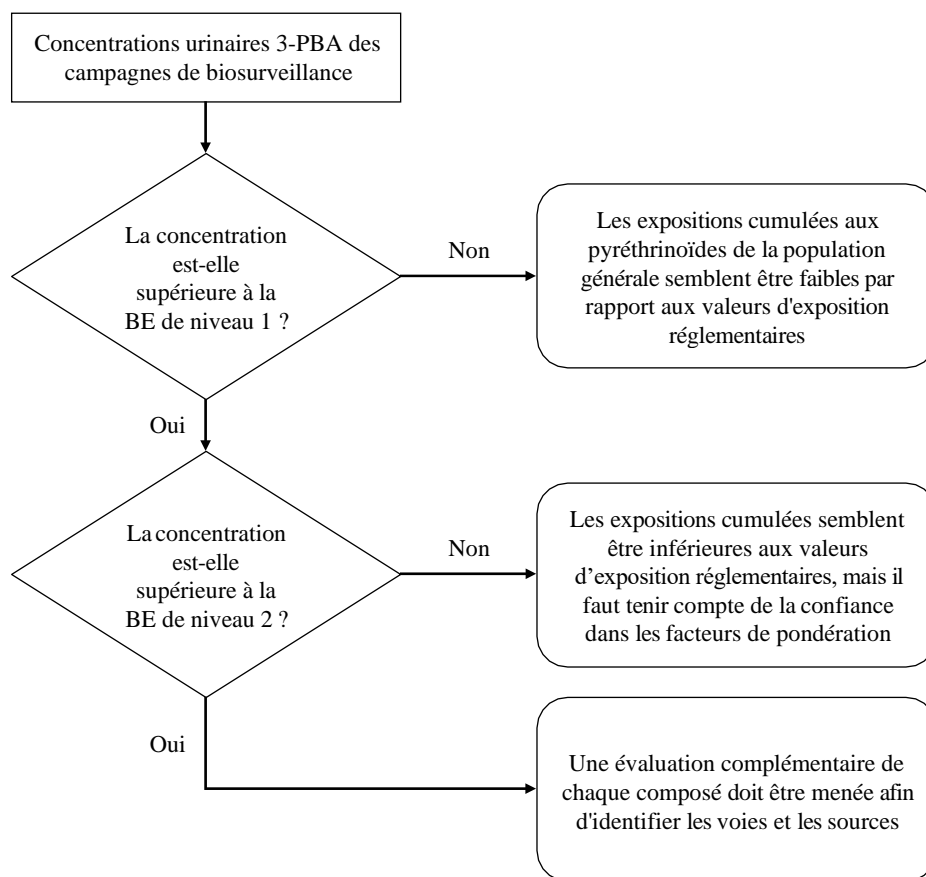 Concentrations urinaires 3-PBA des
campagnes de biosurveillance
La concentration
est-elle
supérieure à la
BE de niveau 1 ?
Non
Les expositions cumulées aux
pyréthrinoïdes de la population
générale semblent être faibles par
rapport aux valeurs d'exposition
réglementaires
Oui
La concentration
est-elle
supérieure à la
BE de niveau 2 ?
Non
Les expositions cumulées semblent
être inférieures aux valeurs
d’exposition réglementaires, mais il
faut tenir compte de la confiance
dans les facteurs de pondération
Oui
Une évaluation complémentaire de
chaque composé doit être menée afin
d'identifier les voies et les sources